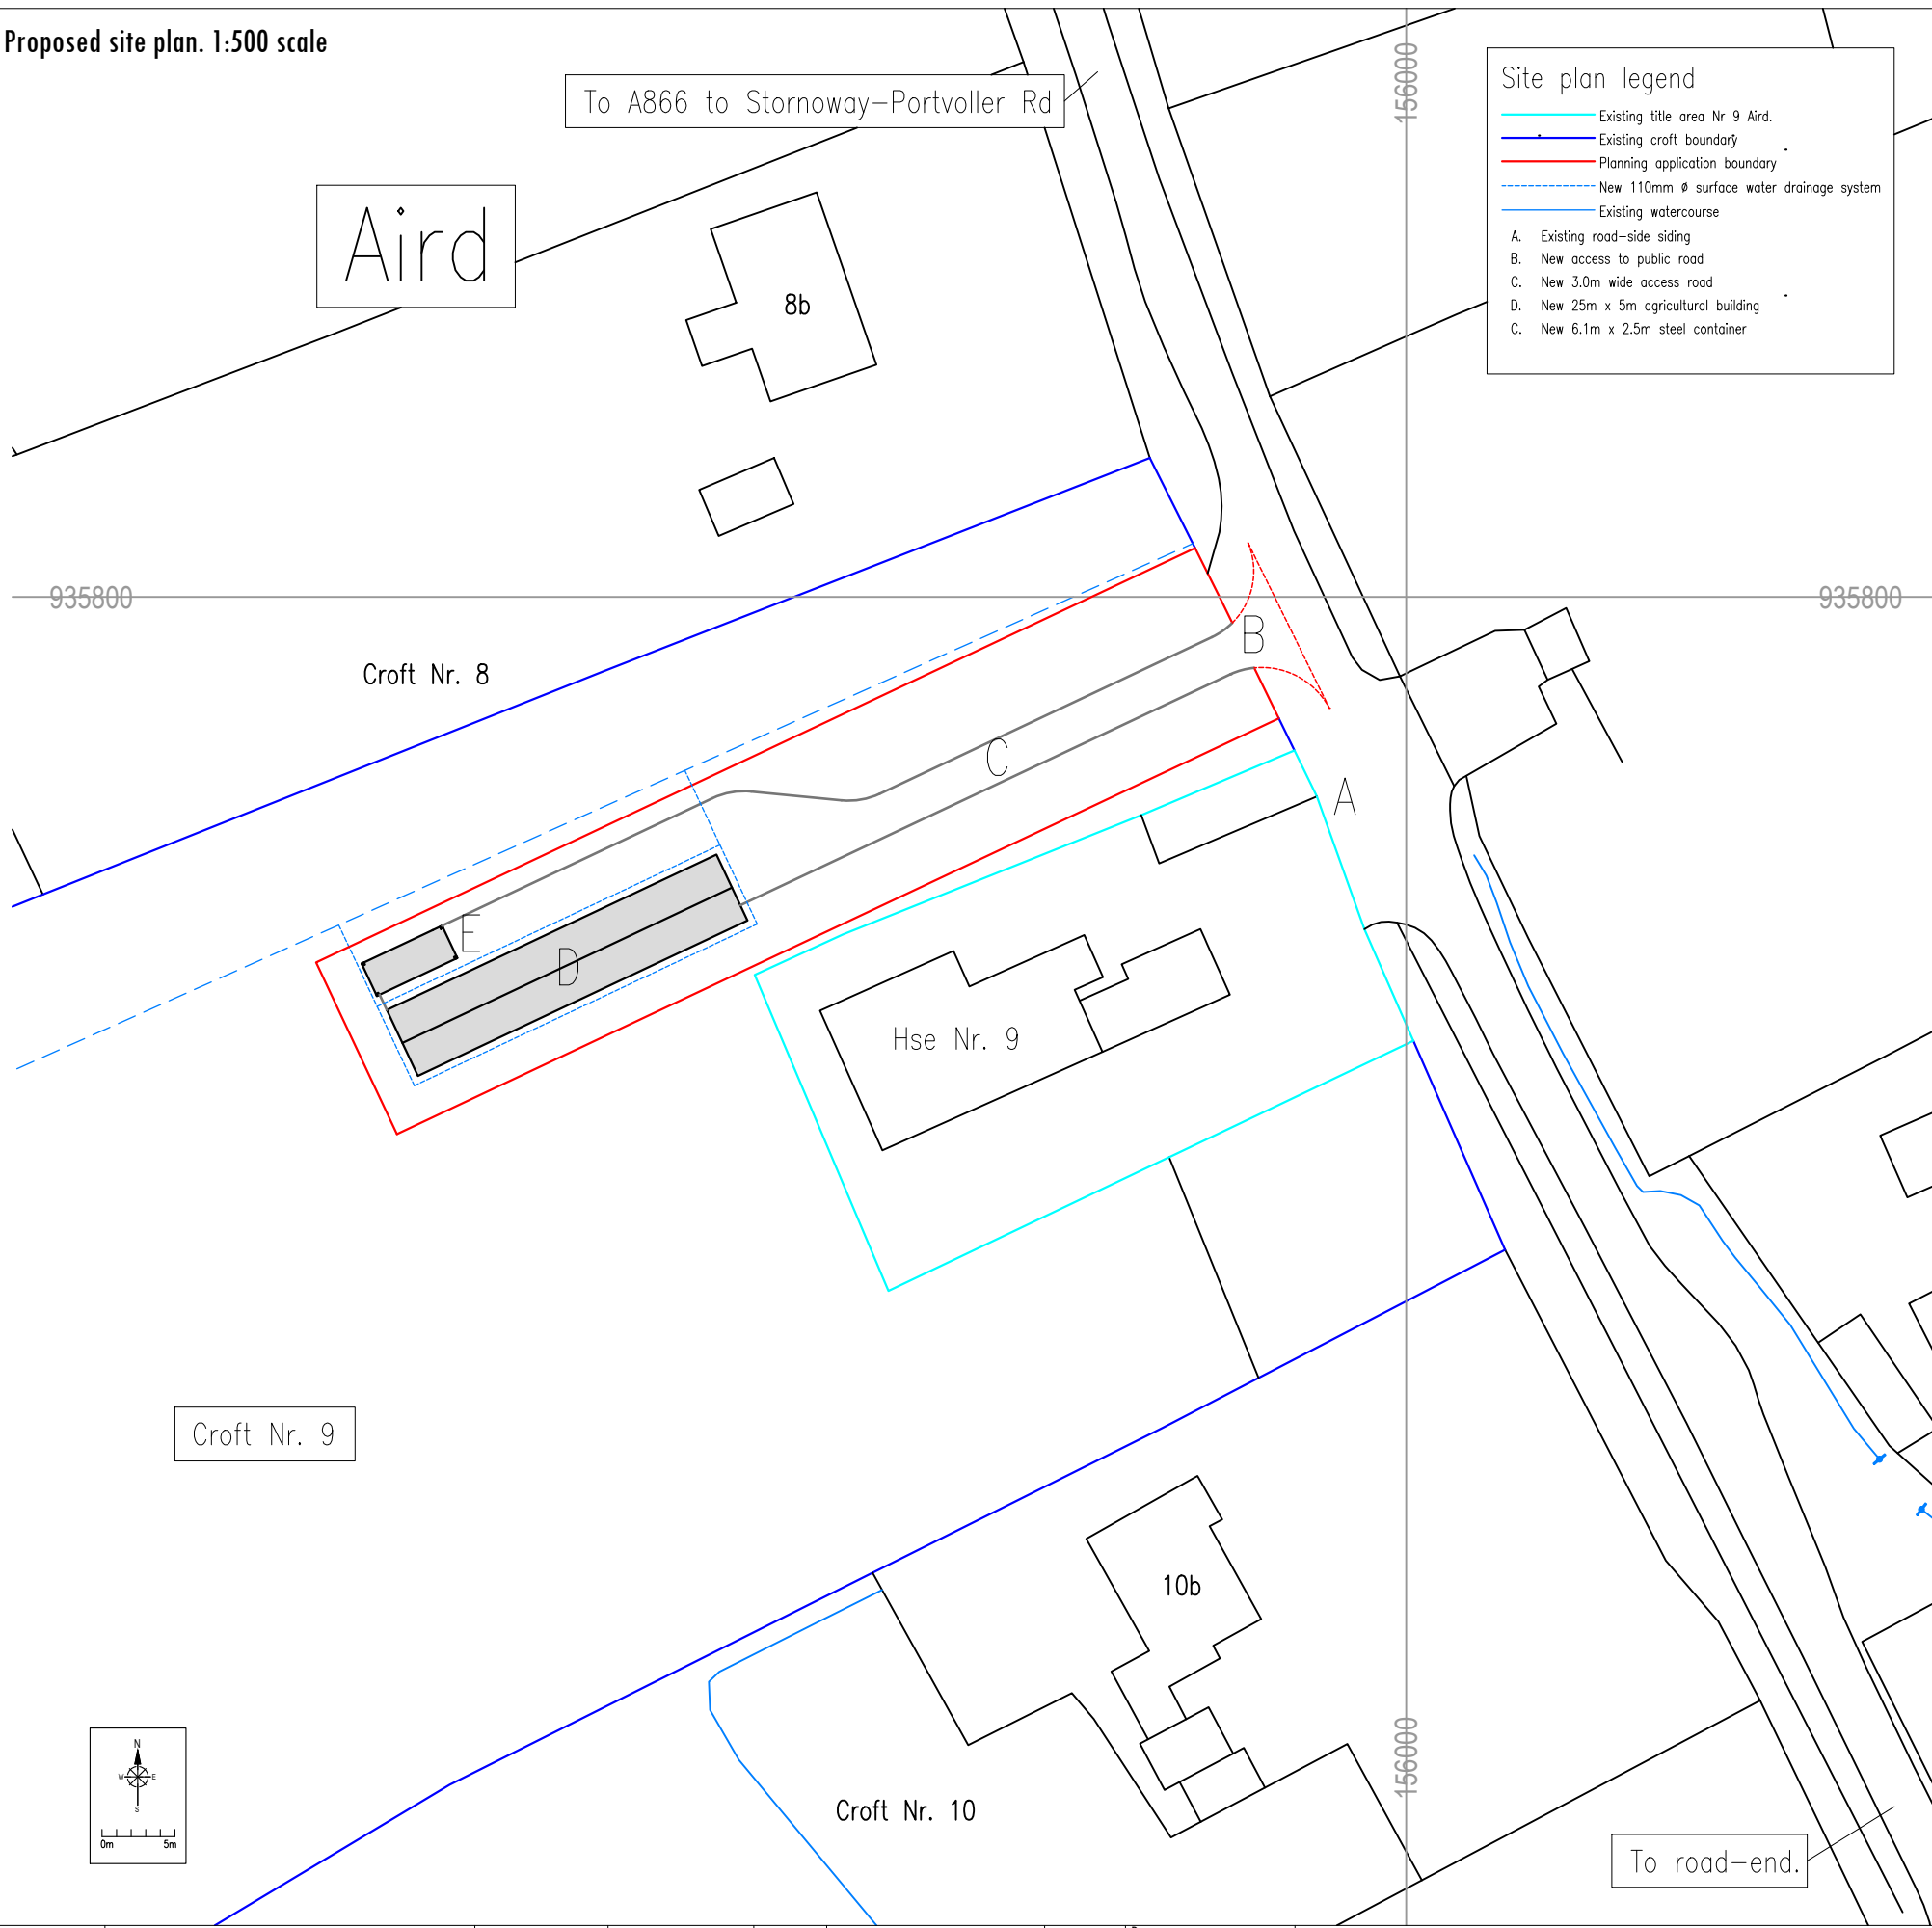 Proposed site plan. 1:500 scale
To A866 to Stornoway-Portvoller Rd
156000
Site plan legend
Existing title area Nr 9 Aird.
Existing croft boundary
Planning application boundary
New 110mm ø surface water drainage system
Existing watercourse
A. Existing road-side siding
B. New access to public road
C. New 3.0m wide access road
D. New 25m x 5m agricultural building
C. New 6.1m x 2.5m steel container
Aird
8b
935800
935800
B
Croft Nr. 8
C
A
E
D
Hse Nr. 9
Croft Nr. 9
10b
156000
N
W E
S
0m 5m
Croft Nr. 10
To road-end.